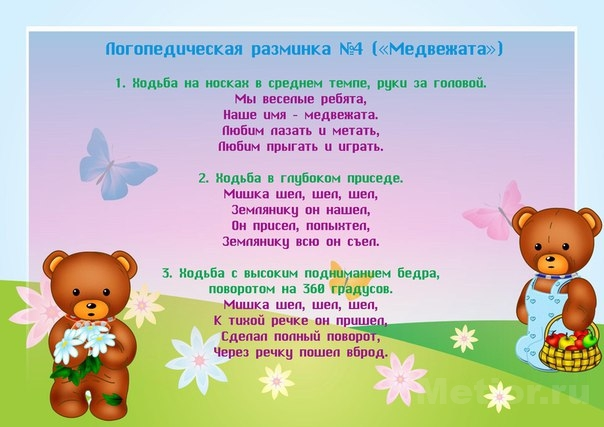 Логопедическая разминка №4 («Медвежата»)
1. Ходьба на носках в среднем темпе, руки за головой.
Мы веселые ребята,
Наше имя - медвежата.
Любим лазать и метать,
Любим прыгать и играть.
2. Ходьба в глубоком приседе.
Мишка шел, шел, шел,
Землянику он нашел,
Он присел, попыхтел,
Землянику всю он съел.
3. Ходьба с высоким подниманием бедра,
поворотом на 360 градусов.
Мишка шел, шел, шел,
К тихой речке он пришел,
Сделал полный поворот,
Через речку пошел вброд.